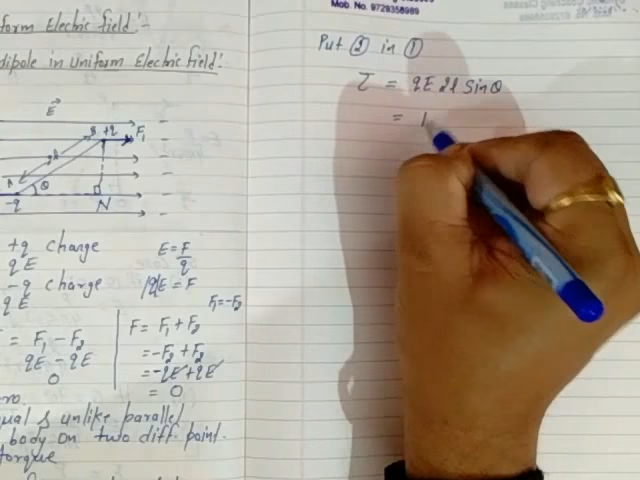 form Electric field:-
dipole in Uniform Electric field:
E
B +q F₁
A θ
-q N
+q charge E = F/q
qE
-q charge qE = F
qE F₁ = -F₂
= F₁ - F₂ F = F₁ + F₂
qE - qE = -F₂ + F₂
0 = -qE + qE
= 0
ual & unlike parallel
body on two diff. point.
torque
Mob. No. 9729358989
Put ② in ①
τ = qE 2l Sinθ
=